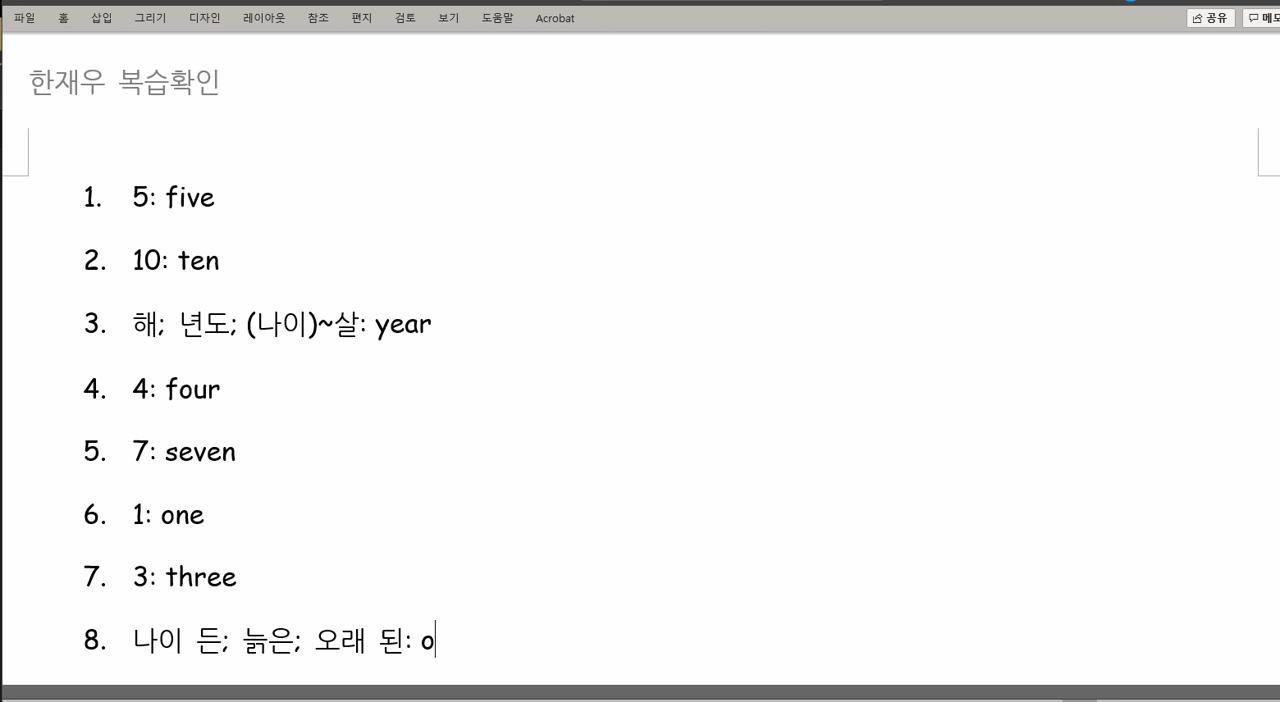 파일 홈 삽입 그리기 디자인 레이아웃 참조 편지 검토 보기 도움말 Acrobat 공유 메모
한재우 복습확인
1. 5: five
2. 10: ten
3. 해; 년도; (나이)~살: year
4. 4: four
5. 7: seven
6. 1: one
7. 3: three
8. 나이 든; 늙은; 오래 된: o